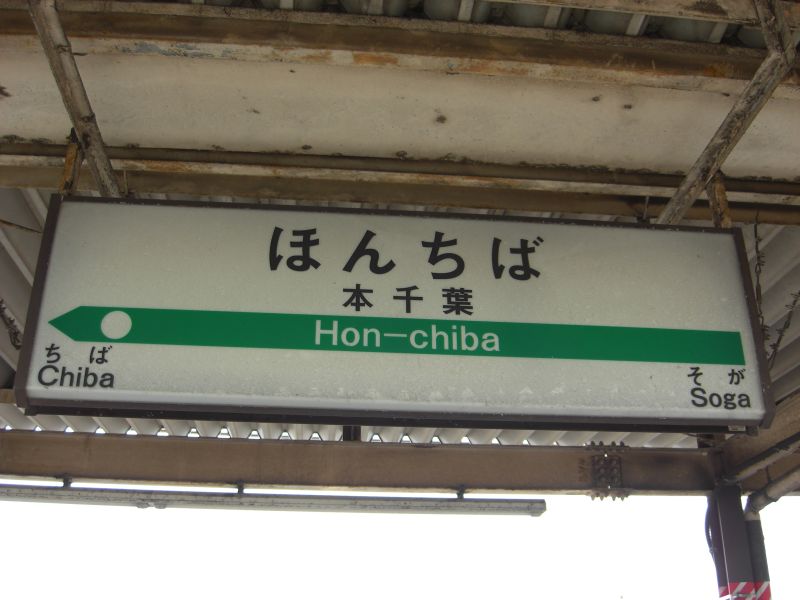 ほんちば
本千葉
Hon-chiba
ちば
Chiba
そが
Soga